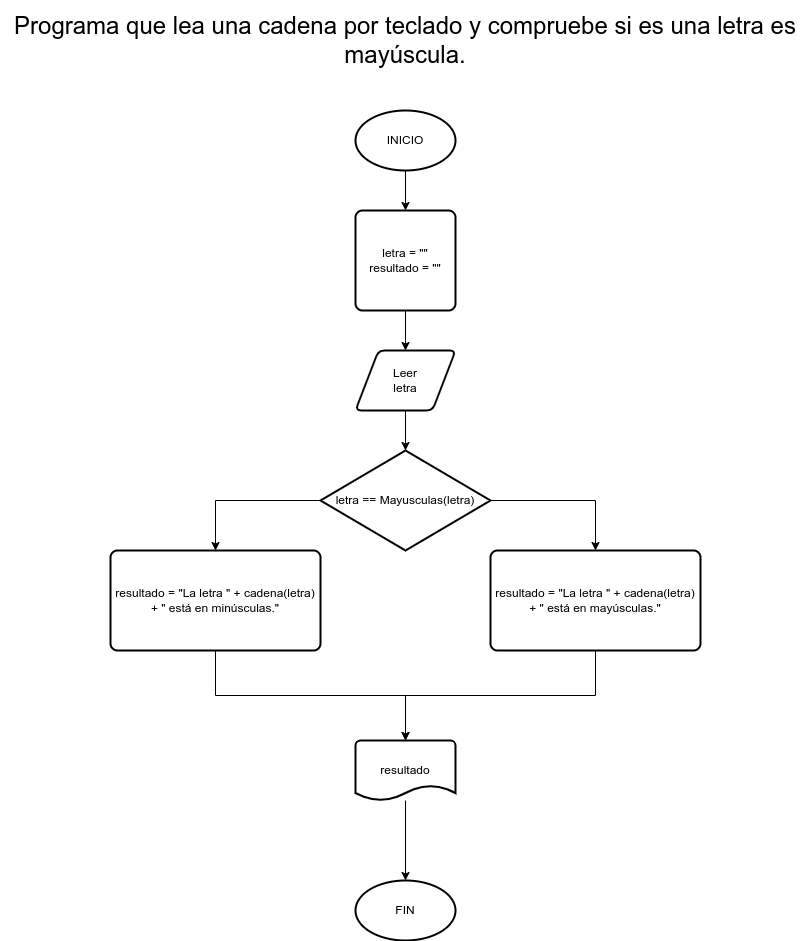 Programa que lea una cadena por teclado y compruebe si es una letra es
mayúscula.
INICIO
letra = ""
resultado = ""
Leer
letra
letra == Mayusculas(letra)
resultado = "La letra " + cadena(letra)
+ " está en minúsculas."
resultado = "La letra " + cadena(letra)
+ " está en mayúsculas."
resultado
FIN